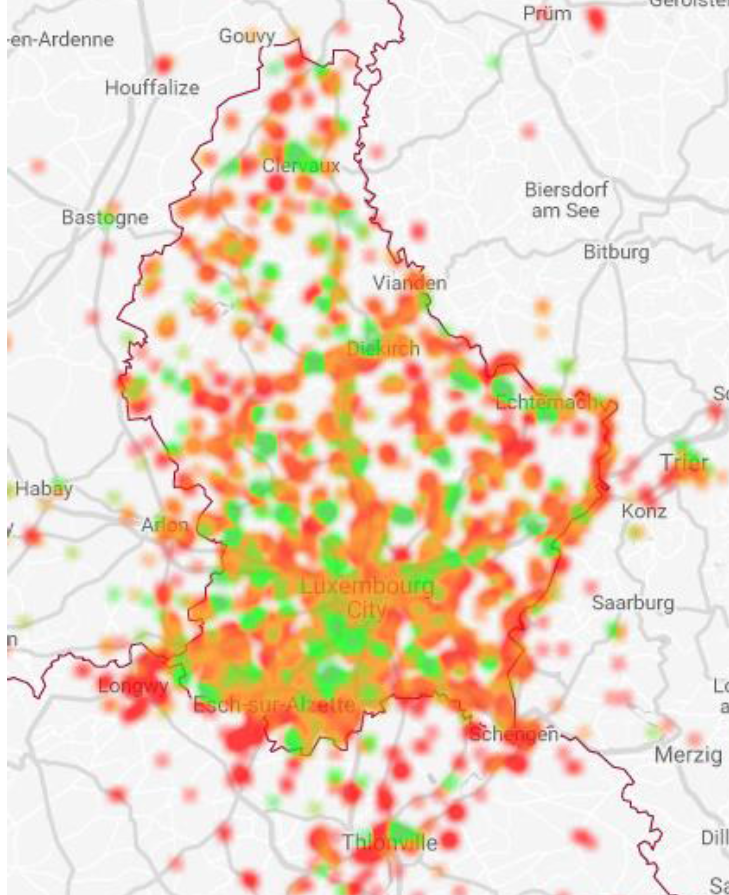 Prüm
Gouvy
-en-Ardenne
Houffalize
Clervaux
Biersdorf
am See
Bastogne
Bitburg
Vianden
Diekirch
Echternach
Trier
Habay
Konz
Arlon
Luxembourg
City
Saarburg
Longwy
Esch-sur-Alzette
Schengen
Merzig
Thionville